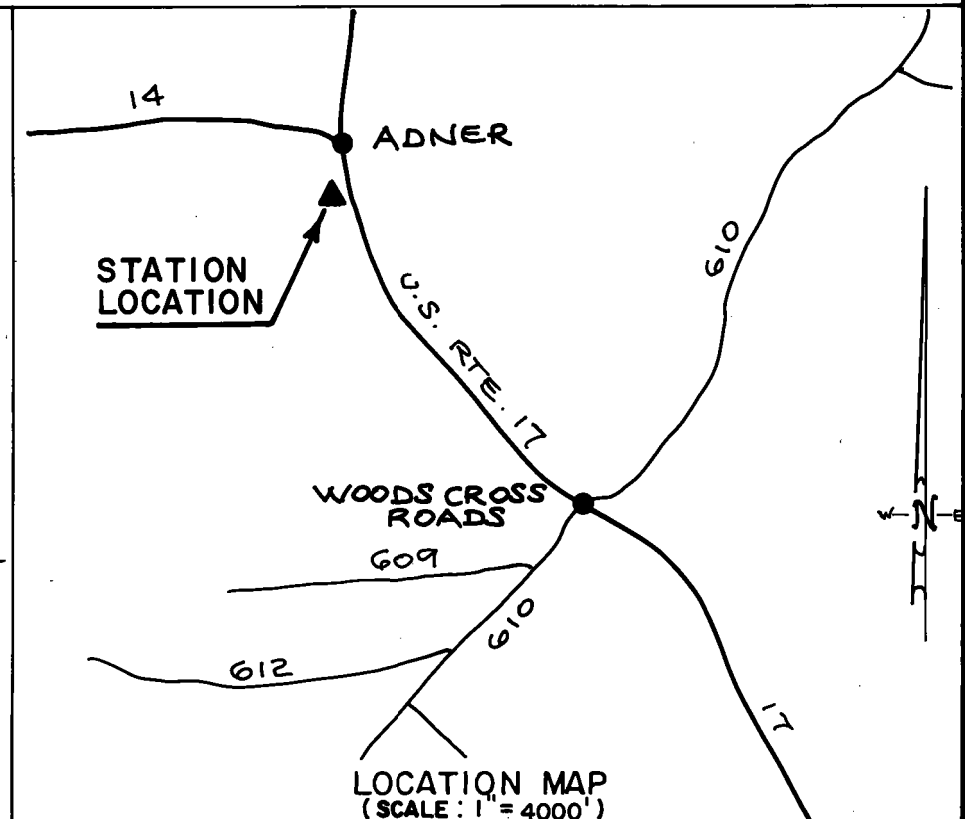 14
ADNER
STATION
LOCATION
610
U.S. RTE. 17
WOODS CROSS
ROADS
W N E
609
610
612
17
LOCATION MAP
(SCALE: 1" = 4000')